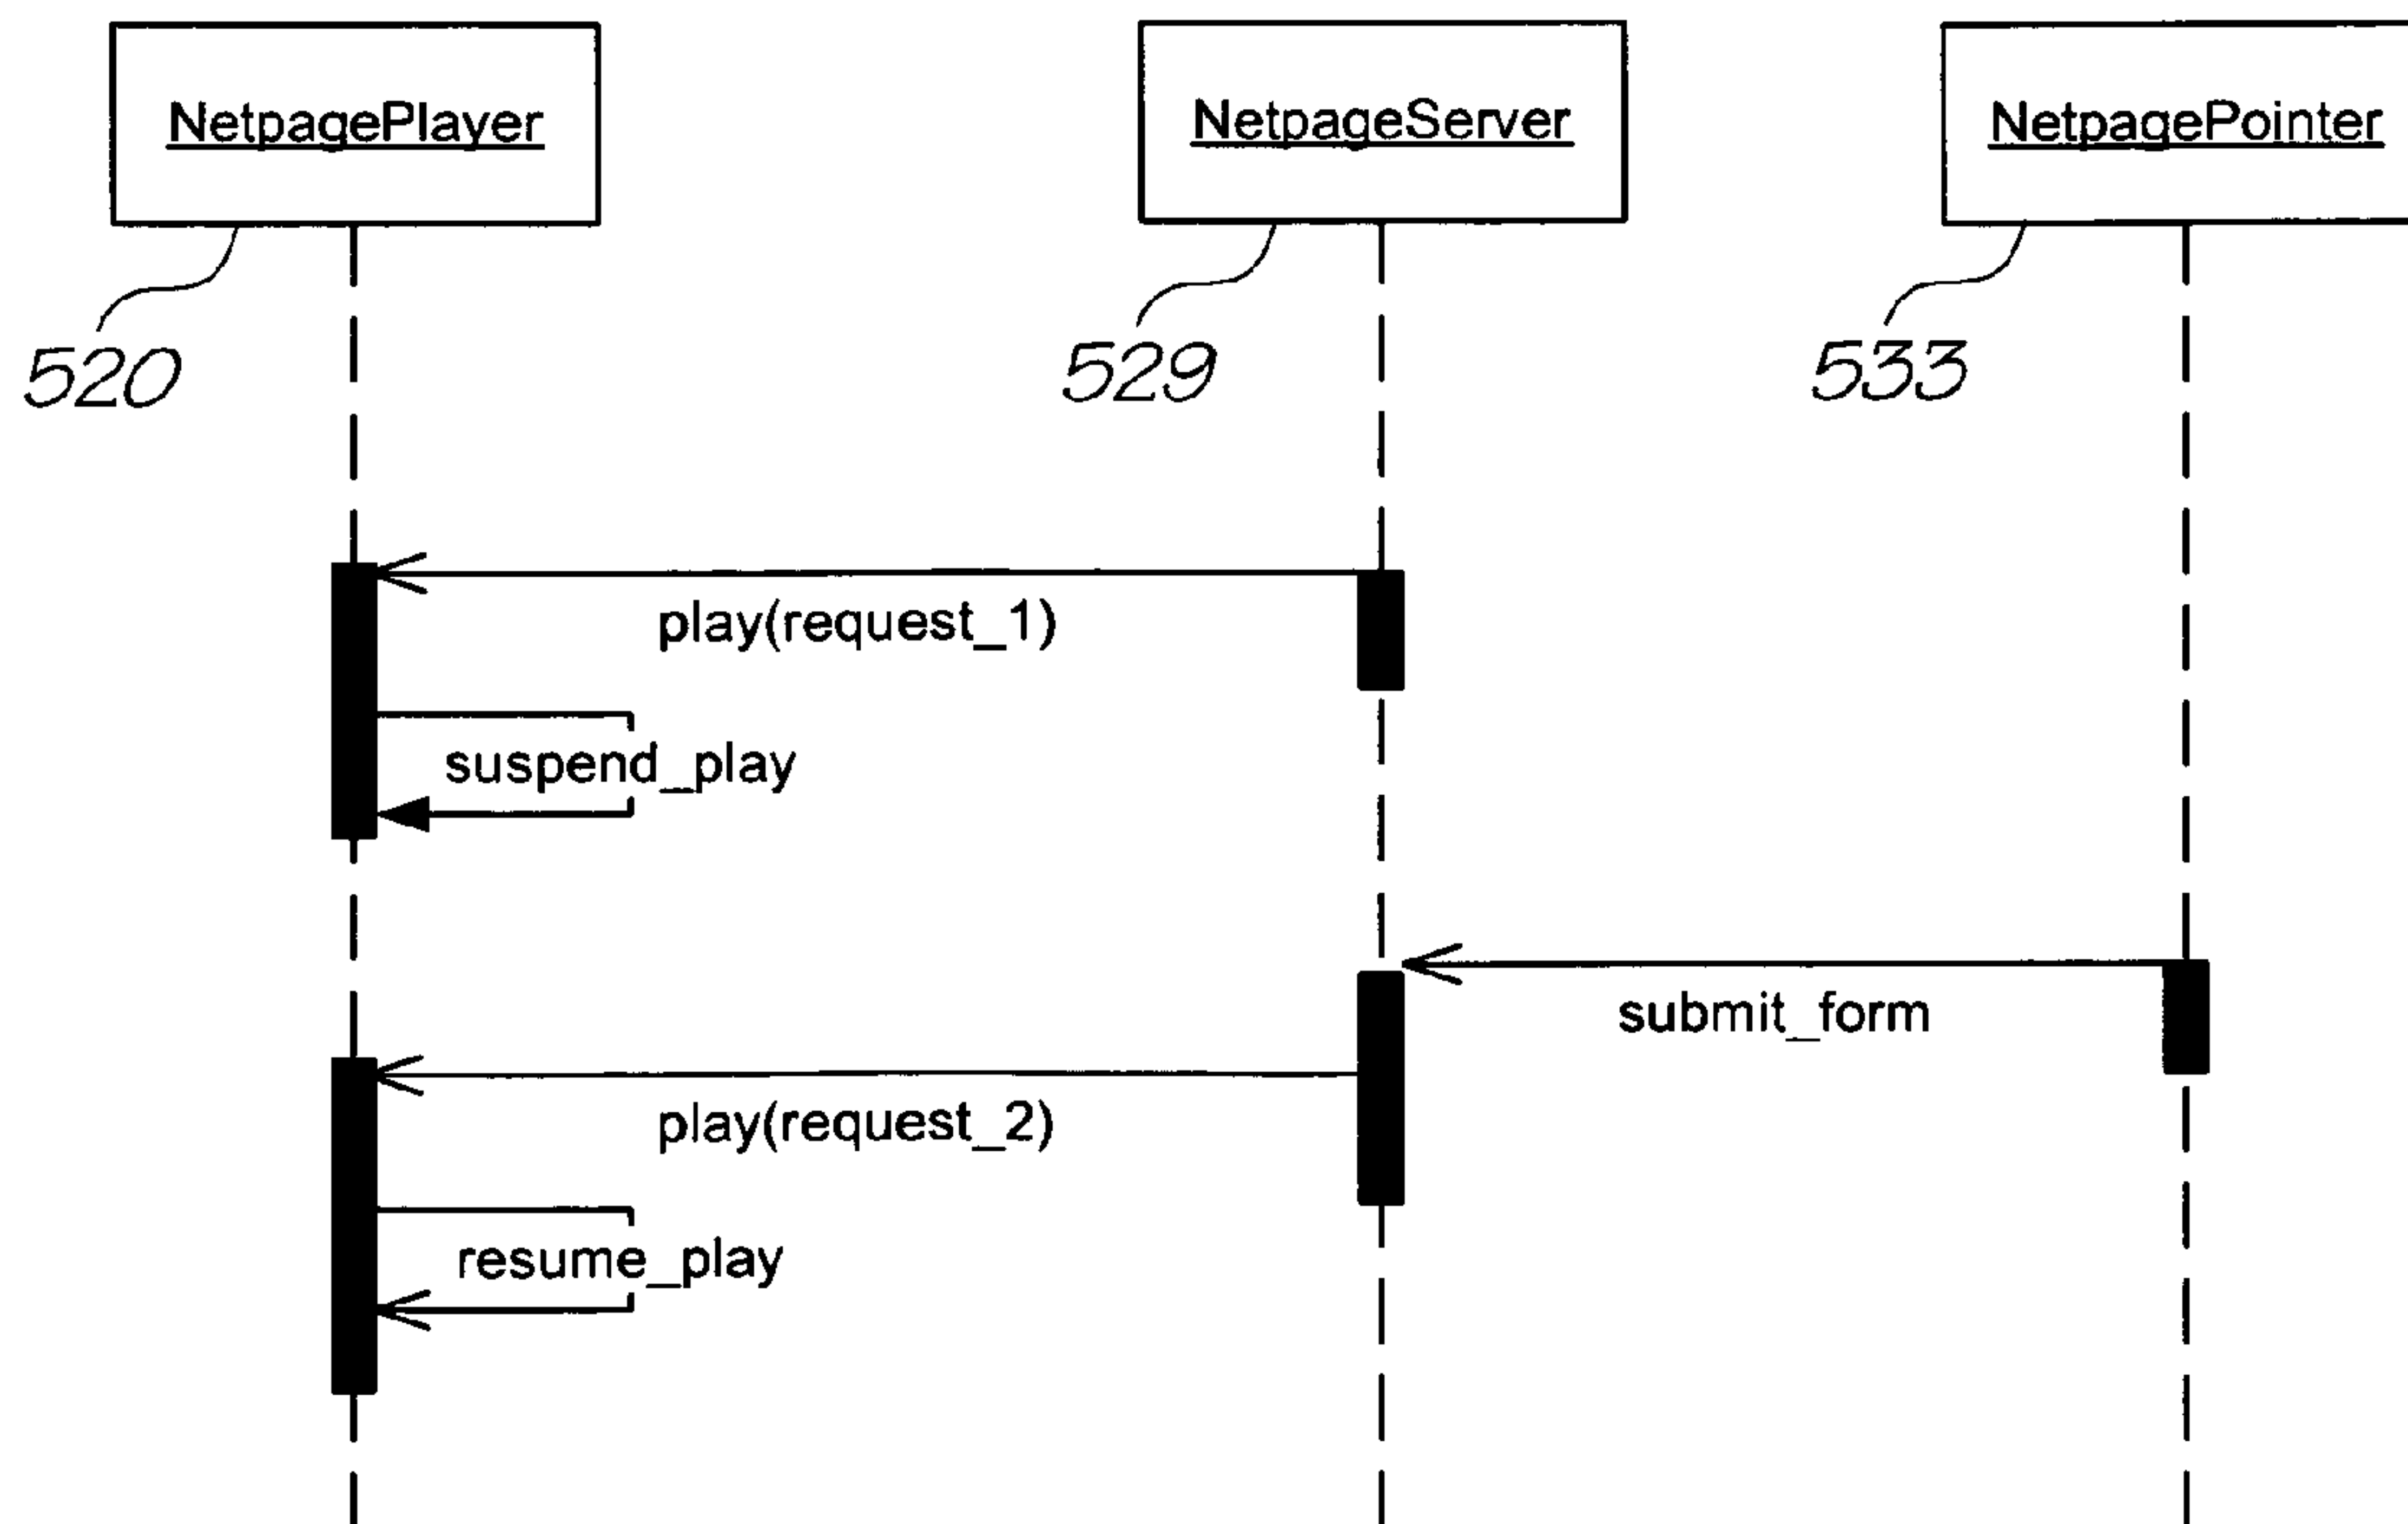 NetpagePlayer
NetpageServer
NetpagePointer
520
529
533
play(request_1)
suspend_play
submit_form
play(request_2)
resume_play